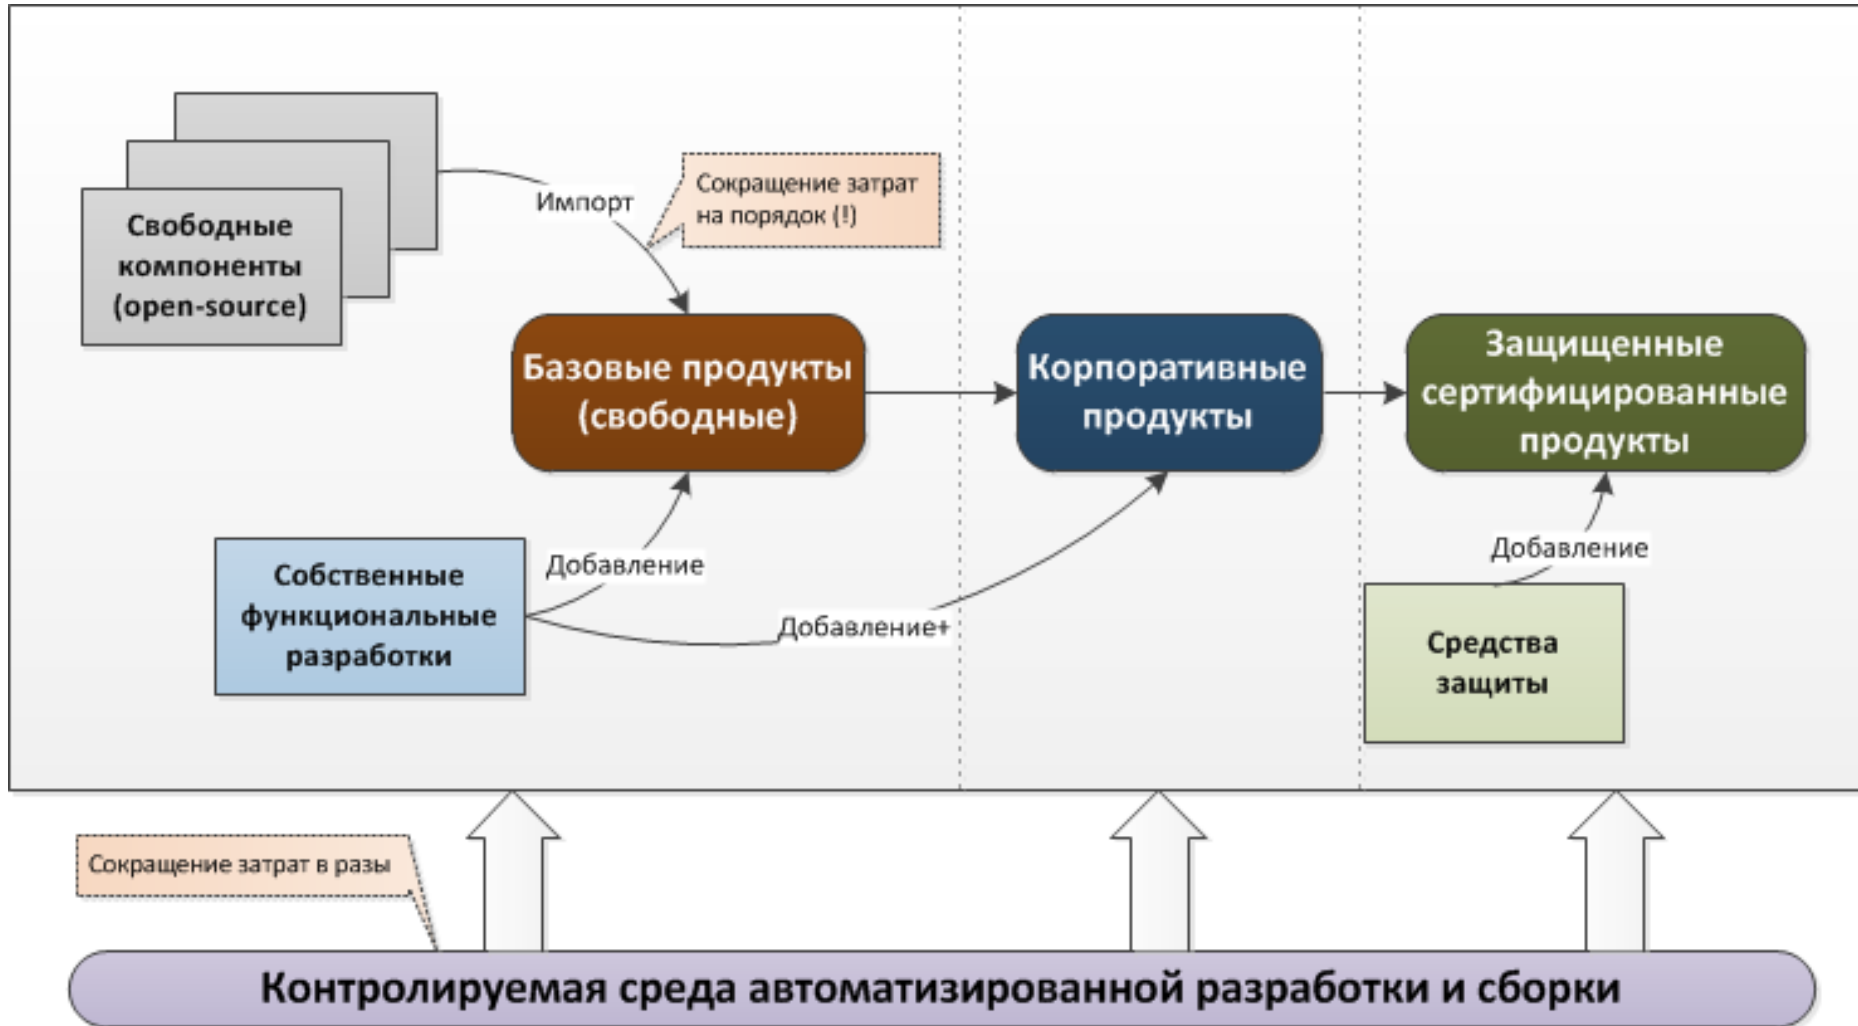 Свободные
компоненты
(open-source)
Импорт
Сокращение затрат
на порядок (!)
Базовые продукты
(свободные)
Корпоративные
продукты
Защищенные
сертифицированные
продукты
Собственные
функциональные
разработки
Добавление
Добавление+
Добавление
Средства
защиты
Сокращение затрат в разы
Контролируемая среда автоматизированной разработки и сборки